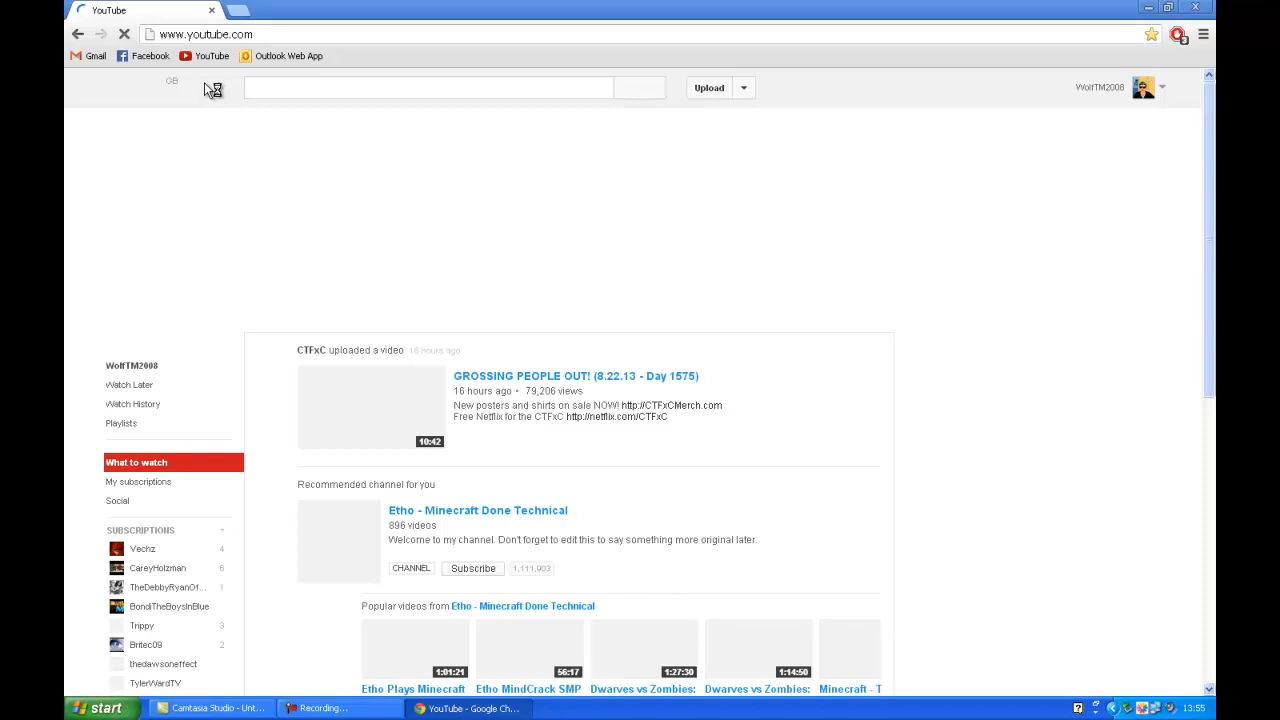 YouTube
www.youtube.com
Gmail Facebook YouTube Outlook Web App
GB
Upload
WolfTM2008
WolfTM2008
Watch Later
Watch History
Playlists
What to watch
My subscriptions
Social
SUBSCRIPTIONS
Vechz 4
CareyHolzman 6
TheDebbyRyanOf... 1
BondiTheBoysInBlue
Trippy 3
Britec09 2
thedawsoneffect
TylerWardTV
CTFxC uploaded a video 16 hours ago
10:42
GROSSING PEOPLE OUT! (8.22.13 - Day 1575)
16 hours ago • 79,206 views
New posters and shirts on sale NOW! http://CTFxCMerch.com
Free Netflix for the CTFxC http://netflix.com/CTFxC
Recommended channel for you
Etho - Minecraft Done Technical
896 videos
Welcome to my channel. Don't forget to edit this to say something more original later.
CHANNEL Subscribe 1,111,903
Popular videos from Etho - Minecraft Done Technical
1:01:21 56:17 1:27:30 1:14:50
Etho Plays Minecraft Etho MindCrack SMP Dwarves vs Zombies: Dwarves vs Zombies: Minecraft - T
start Camtasia Studio - Unt... Recording... YouTube - Google Ch... 13:55